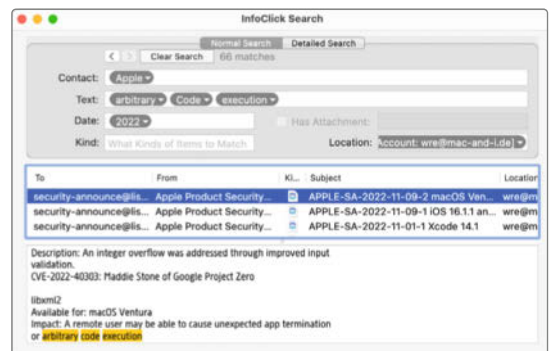 InfoClick Search
Normal Search Detailed Search
Clear Search 66 matches
Contact: Apple
Text: arbitrary Code execution
Date: 2022 Has Attachment:
Kind: What Kinds of Items to Match Location: Account: wre@mac-and-i.de]
To From Ki... Subject Location
security-announce@lis... Apple Product Security... APPLE-SA-2022-11-09-2 macOS Ven... wre@m
security-announce@lis... Apple Product Security... APPLE-SA-2022-11-09-1 iOS 16.1.1 an... wre@m
security-announce@lis... Apple Product Security... APPLE-SA-2022-11-01-1 Xcode 14.1 wre@m
Description: An integer overflow was addressed through improved input
validation.
CVE-2022-40303: Maddie Stone of Google Project Zero
libxml2
Available for: macOS Ventura
Impact: A remote user may be able to cause unexpected app termination
or arbitrary code execution